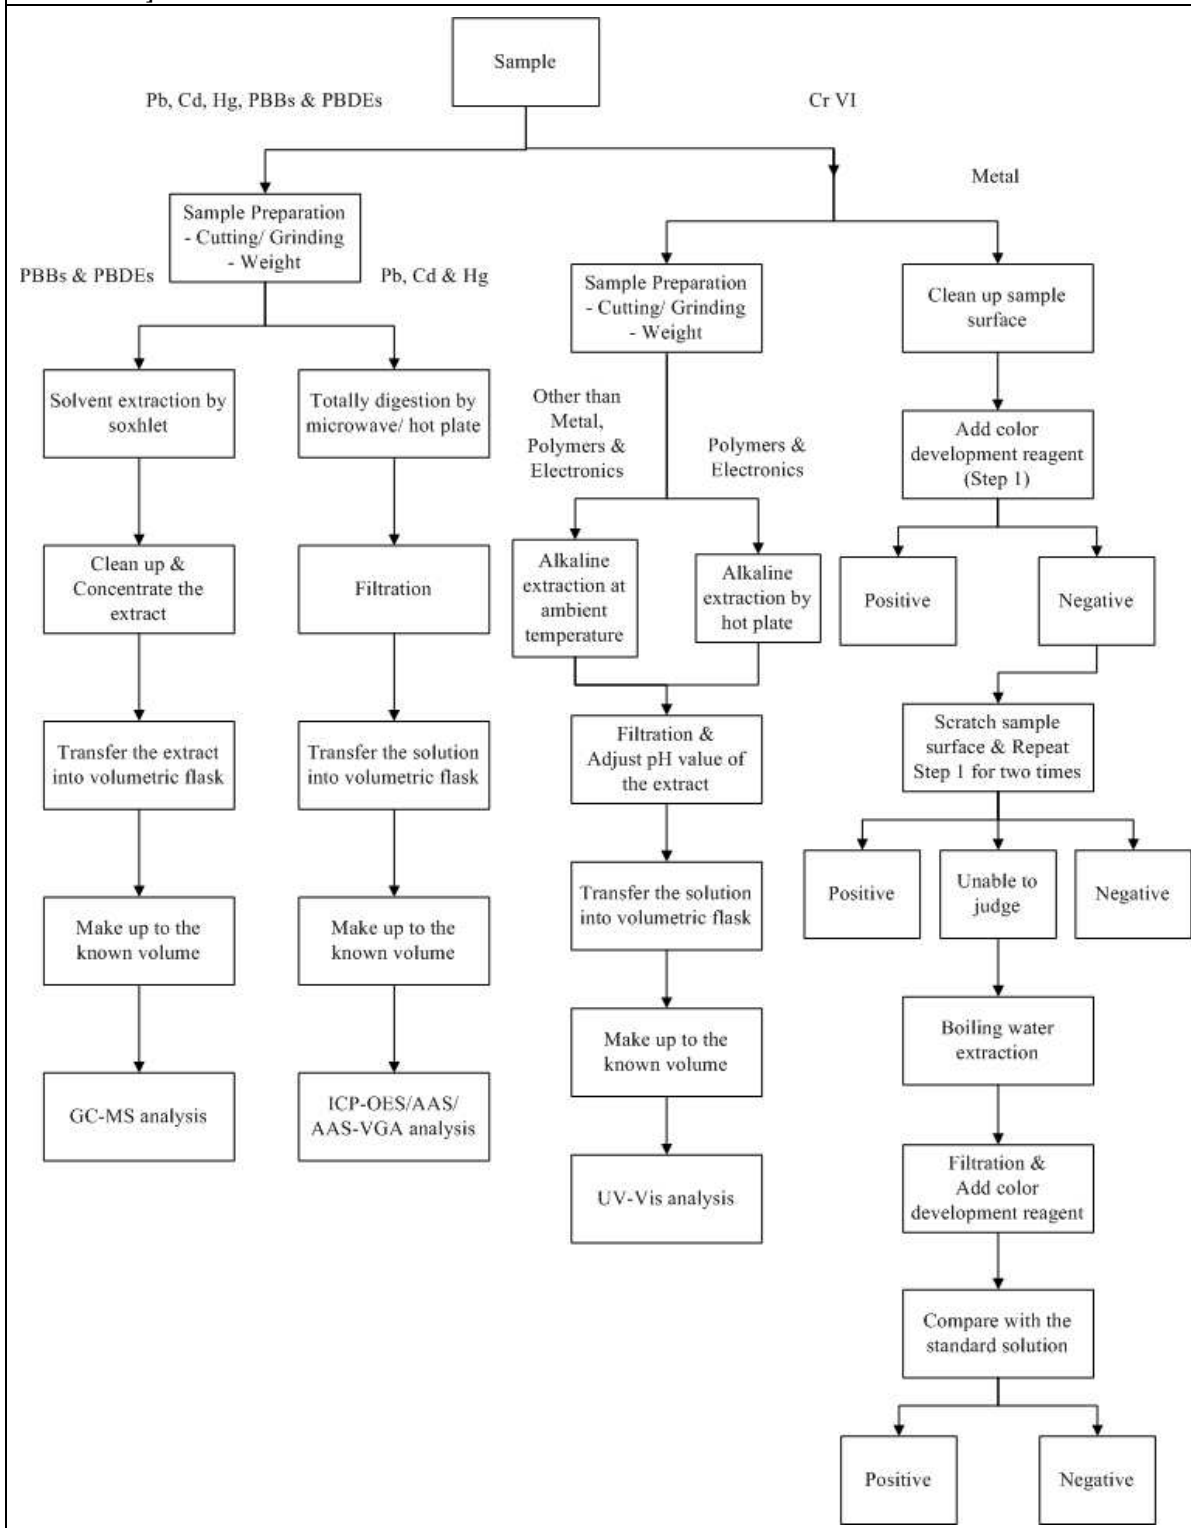 Sample
Pb, Cd, Hg, PBBs & PBDEs
Cr VI
Metal
Sample Preparation
- Cutting/ Grinding
- Weight
PBBs & PBDEs
Pb, Cd & Hg
Sample Preparation
- Cutting/ Grinding
- Weight
Clean up sample
surface
Solvent extraction by
soxhlet
Totally digestion by
microwave/ hot plate
Other than
Metal,
Polymers &
Electronics
Polymers &
Electronics
Add color
development reagent
(Step 1)
Clean up &
Concentrate the
extract
Filtration
Alkaline
extraction at
ambient
temperature
Alkaline
extraction by
hot plate
Positive
Negative
Transfer the extract
into volumetric flask
Transfer the solution
into volumetric flask
Filtration &
Adjust pH value of
the extract
Scratch sample
surface & Repeat
Step 1 for two times
Make up to the
known volume
Make up to the
known volume
Transfer the solution
into volumetric flask
Positive
Unable to
judge
Negative
GC-MS analysis
ICP-OES/AAS/
AAS-VGA analysis
Make up to the
known volume
Boiling water
extraction
UV-Vis analysis
Filtration &
Add color
development reagent
Compare with the
standard solution
Positive
Negative